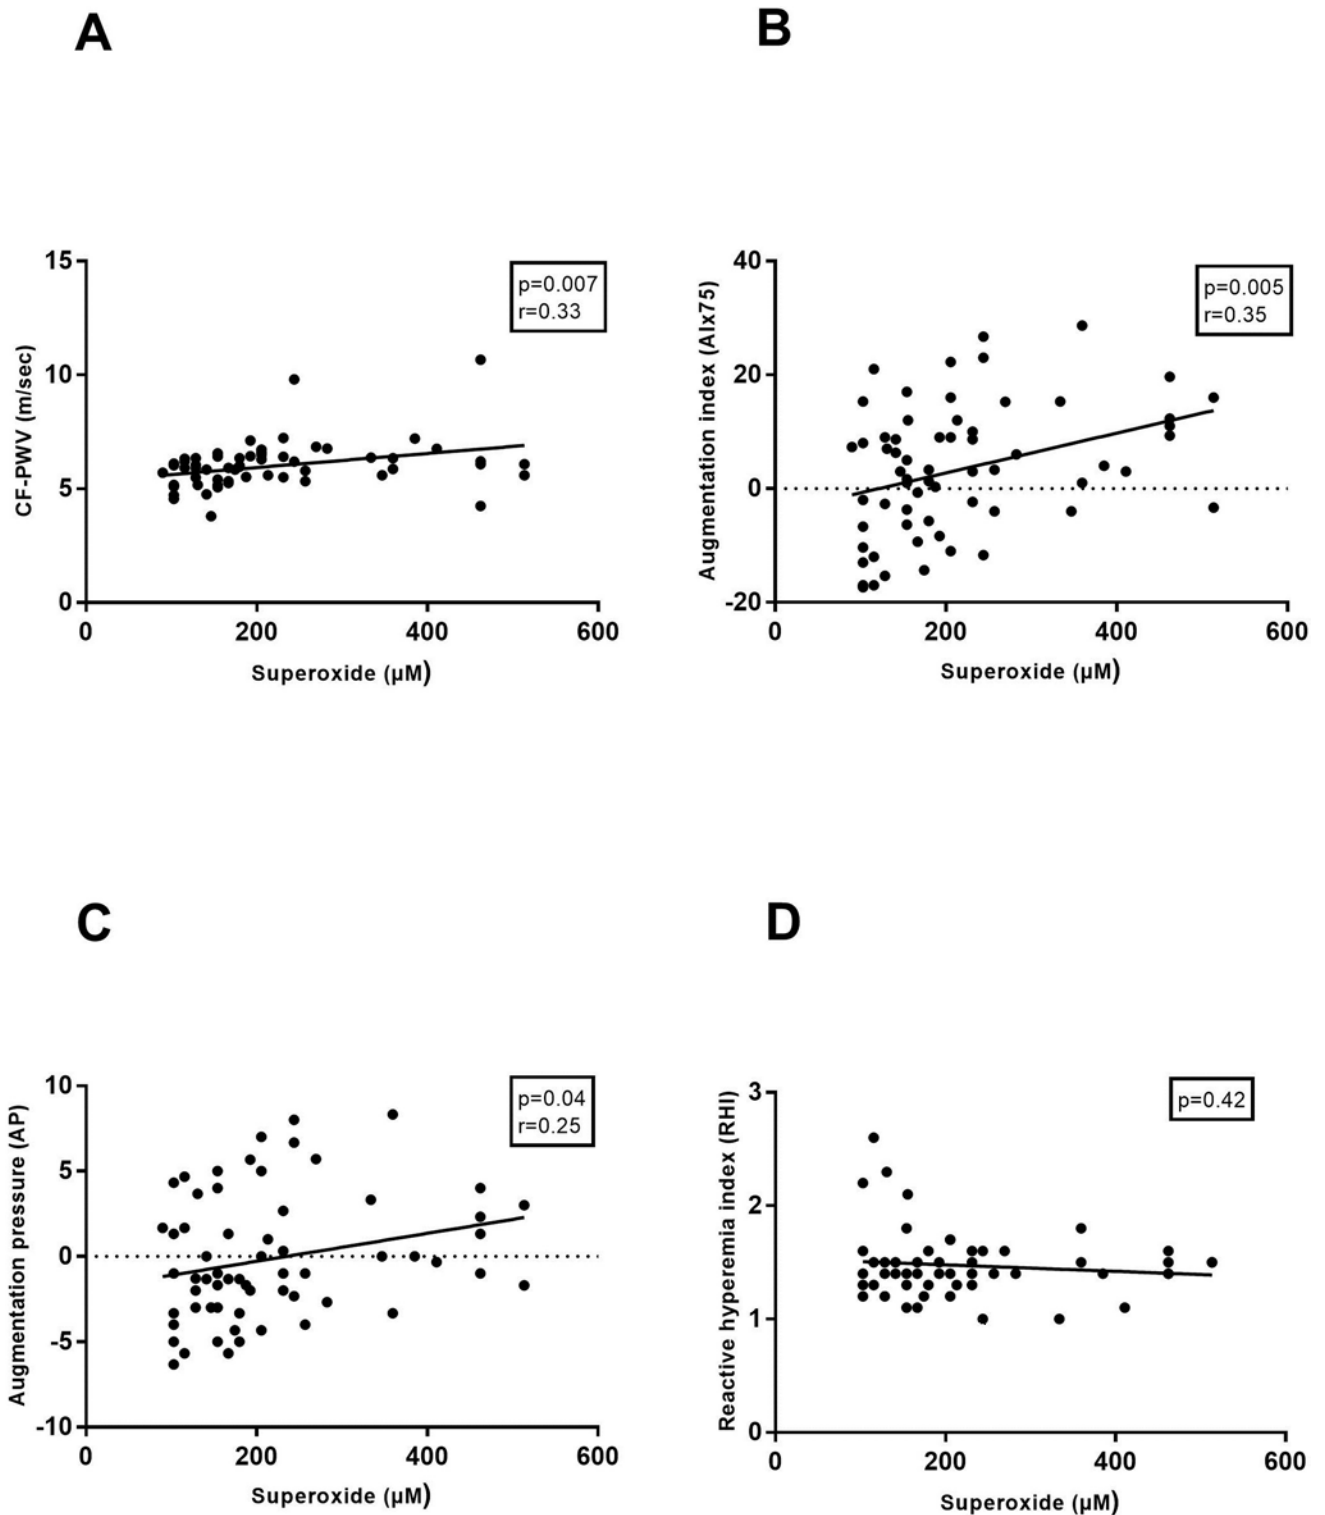 A
B
15
10
5
0
CF-PWV (m/sec)
p=0.007
r=0.33
0
200
400
600
Superoxide (µM)
40
20
0
-20
Augmentation index (AIx75)
p=0.005
r=0.35
0
200
400
600
Superoxide (µM)
C
D
10
5
0
-5
-10
Augmentation pressure (AP)
p=0.04
r=0.25
0
200
400
600
Superoxide (µM)
3
2
1
0
Reactive hyperemia index (RHI)
p=0.42
0
200
400
600
Superoxide (µM)